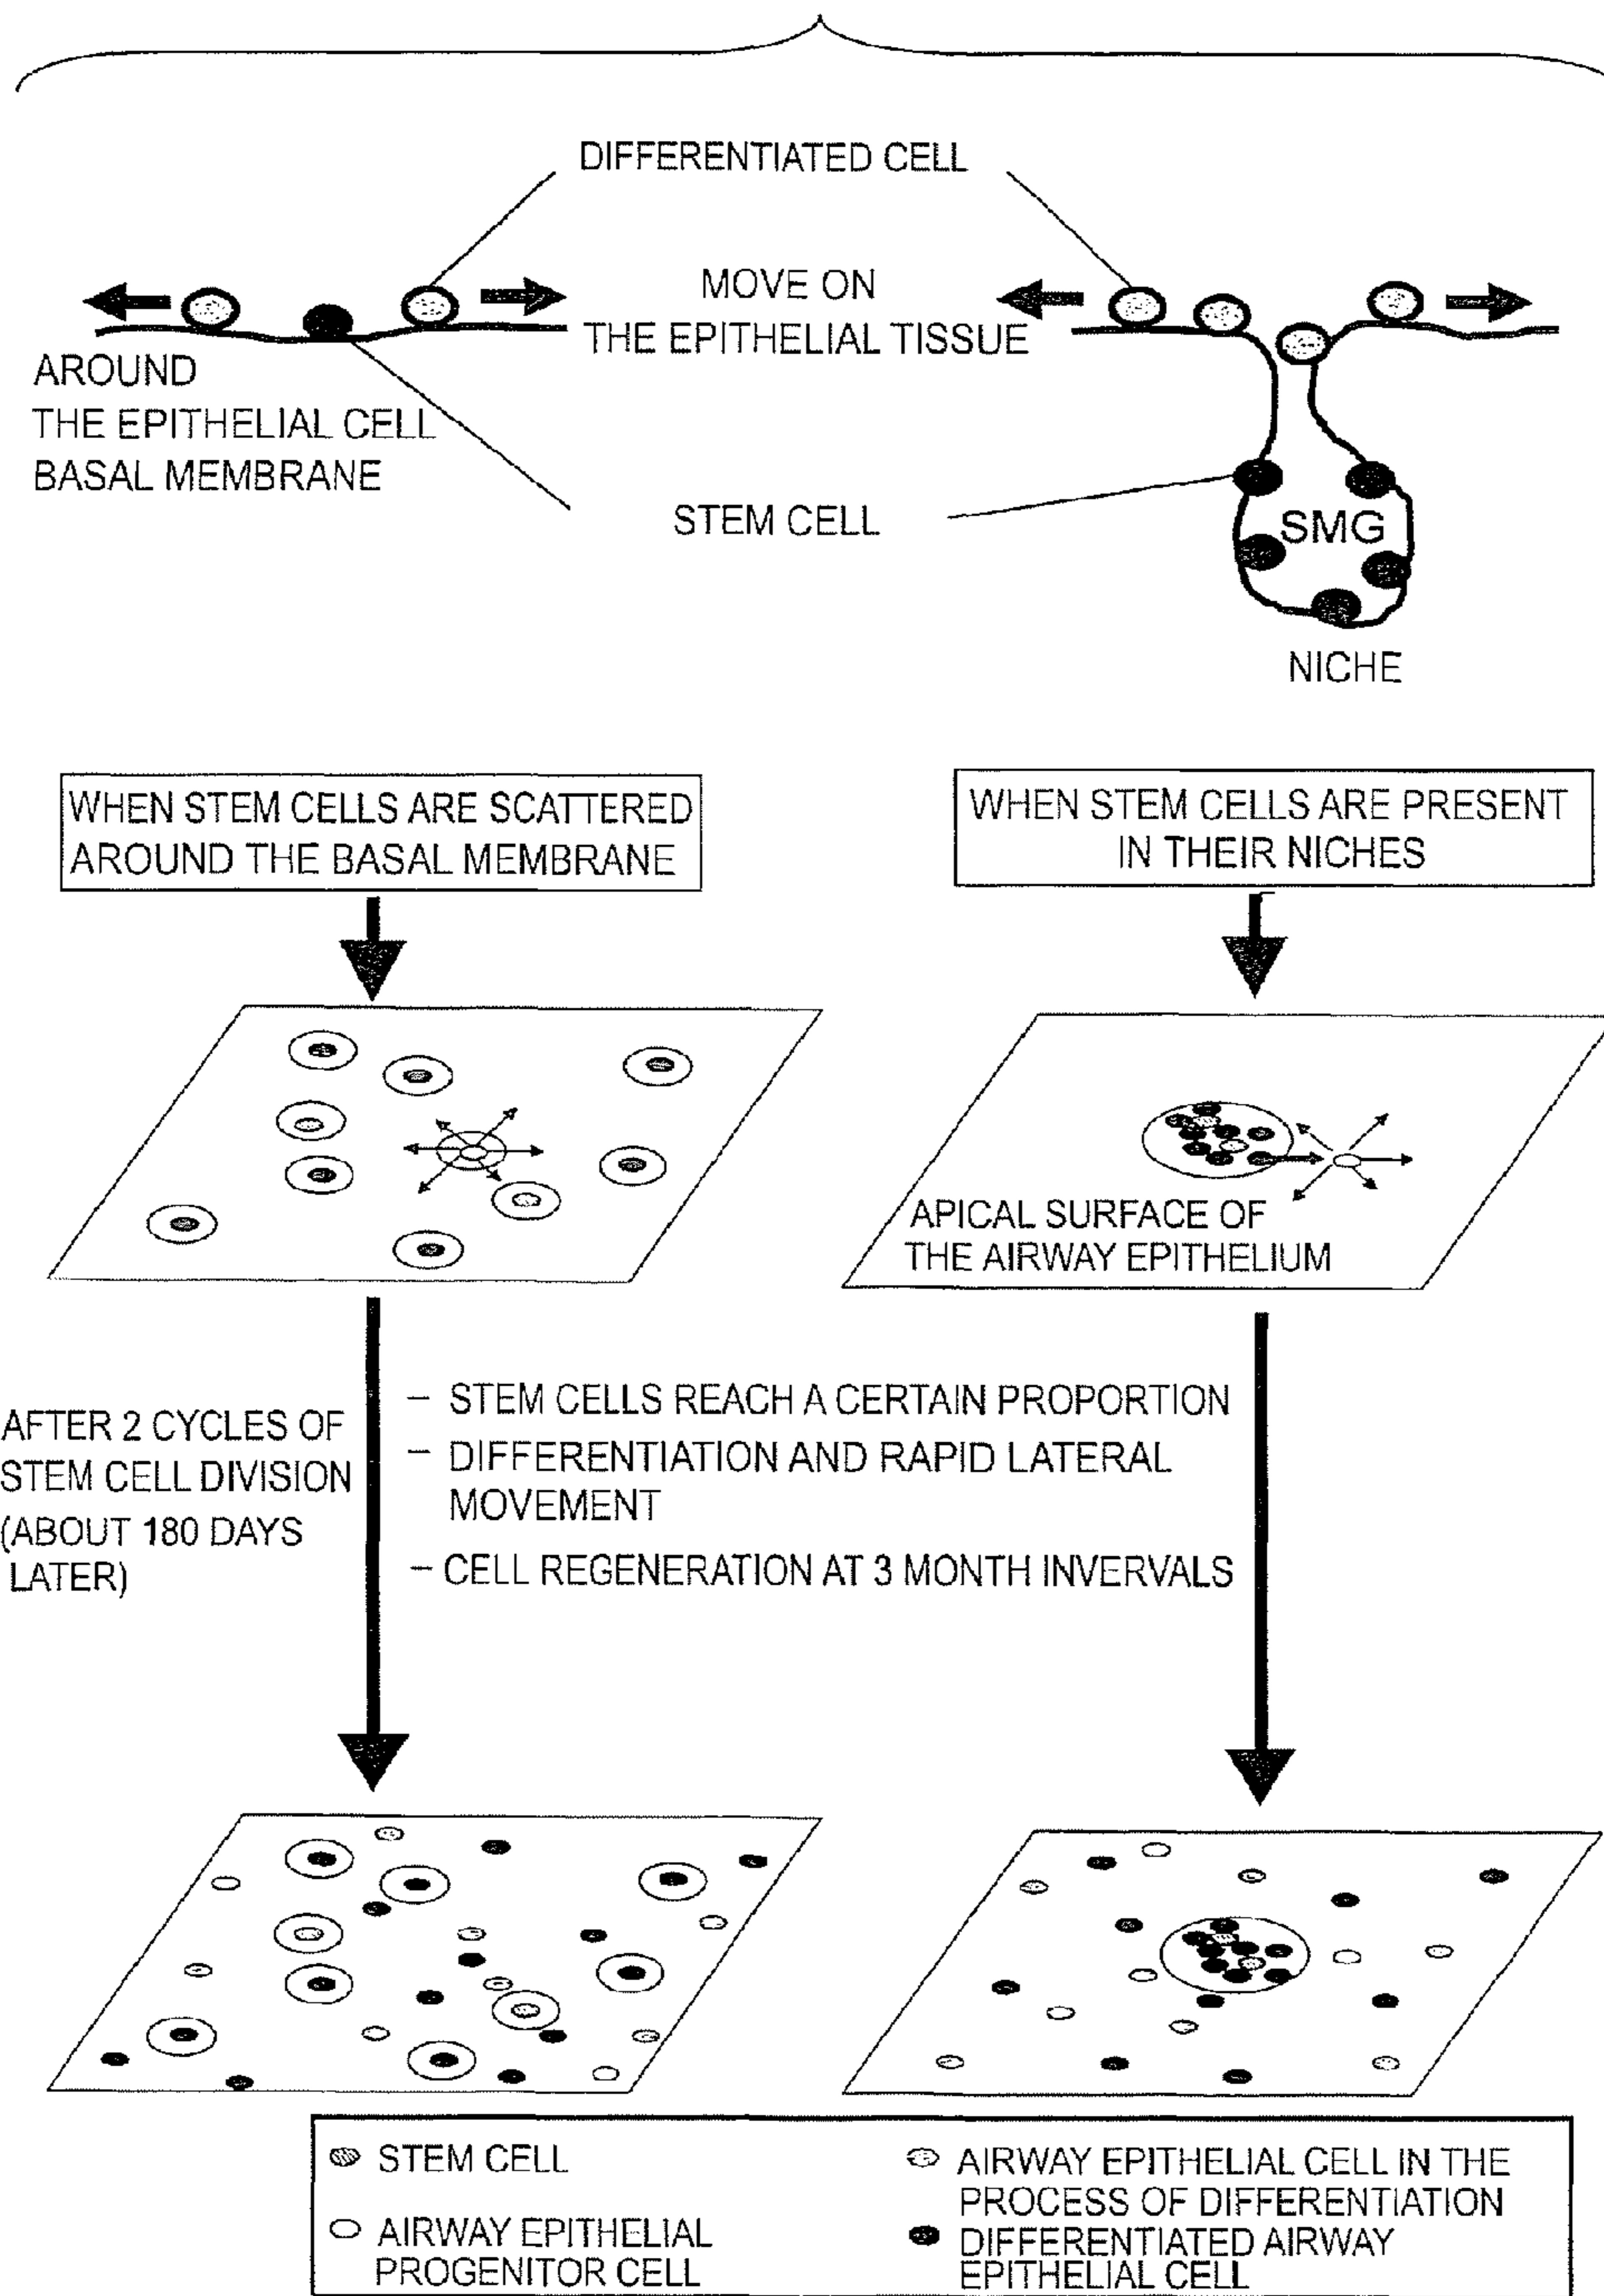 DIFFERENTIATED CELL
MOVE ON
THE EPITHELIAL TISSUE
AROUND
THE EPITHELIAL CELL
BASAL MEMBRANE
STEM CELL
SMG
NICHE
WHEN STEM CELLS ARE SCATTERED
AROUND THE BASAL MEMBRANE
WHEN STEM CELLS ARE PRESENT
IN THEIR NICHES
APICAL SURFACE OF
THE AIRWAY EPITHELIUM
AFTER 2 CYCLES OF
STEM CELL DIVISION
(ABOUT 180 DAYS
LATER)
– STEM CELLS REACH A CERTAIN PROPORTION
– DIFFERENTIATION AND RAPID LATERAL
MOVEMENT
– CELL REGENERATION AT 3 MONTH INVERVALS
STEM CELL
AIRWAY EPITHELIAL
PROGENITOR CELL
AIRWAY EPITHELIAL CELL IN THE
PROCESS OF DIFFERENTIATION
DIFFERENTIATED AIRWAY
EPITHELIAL CELL